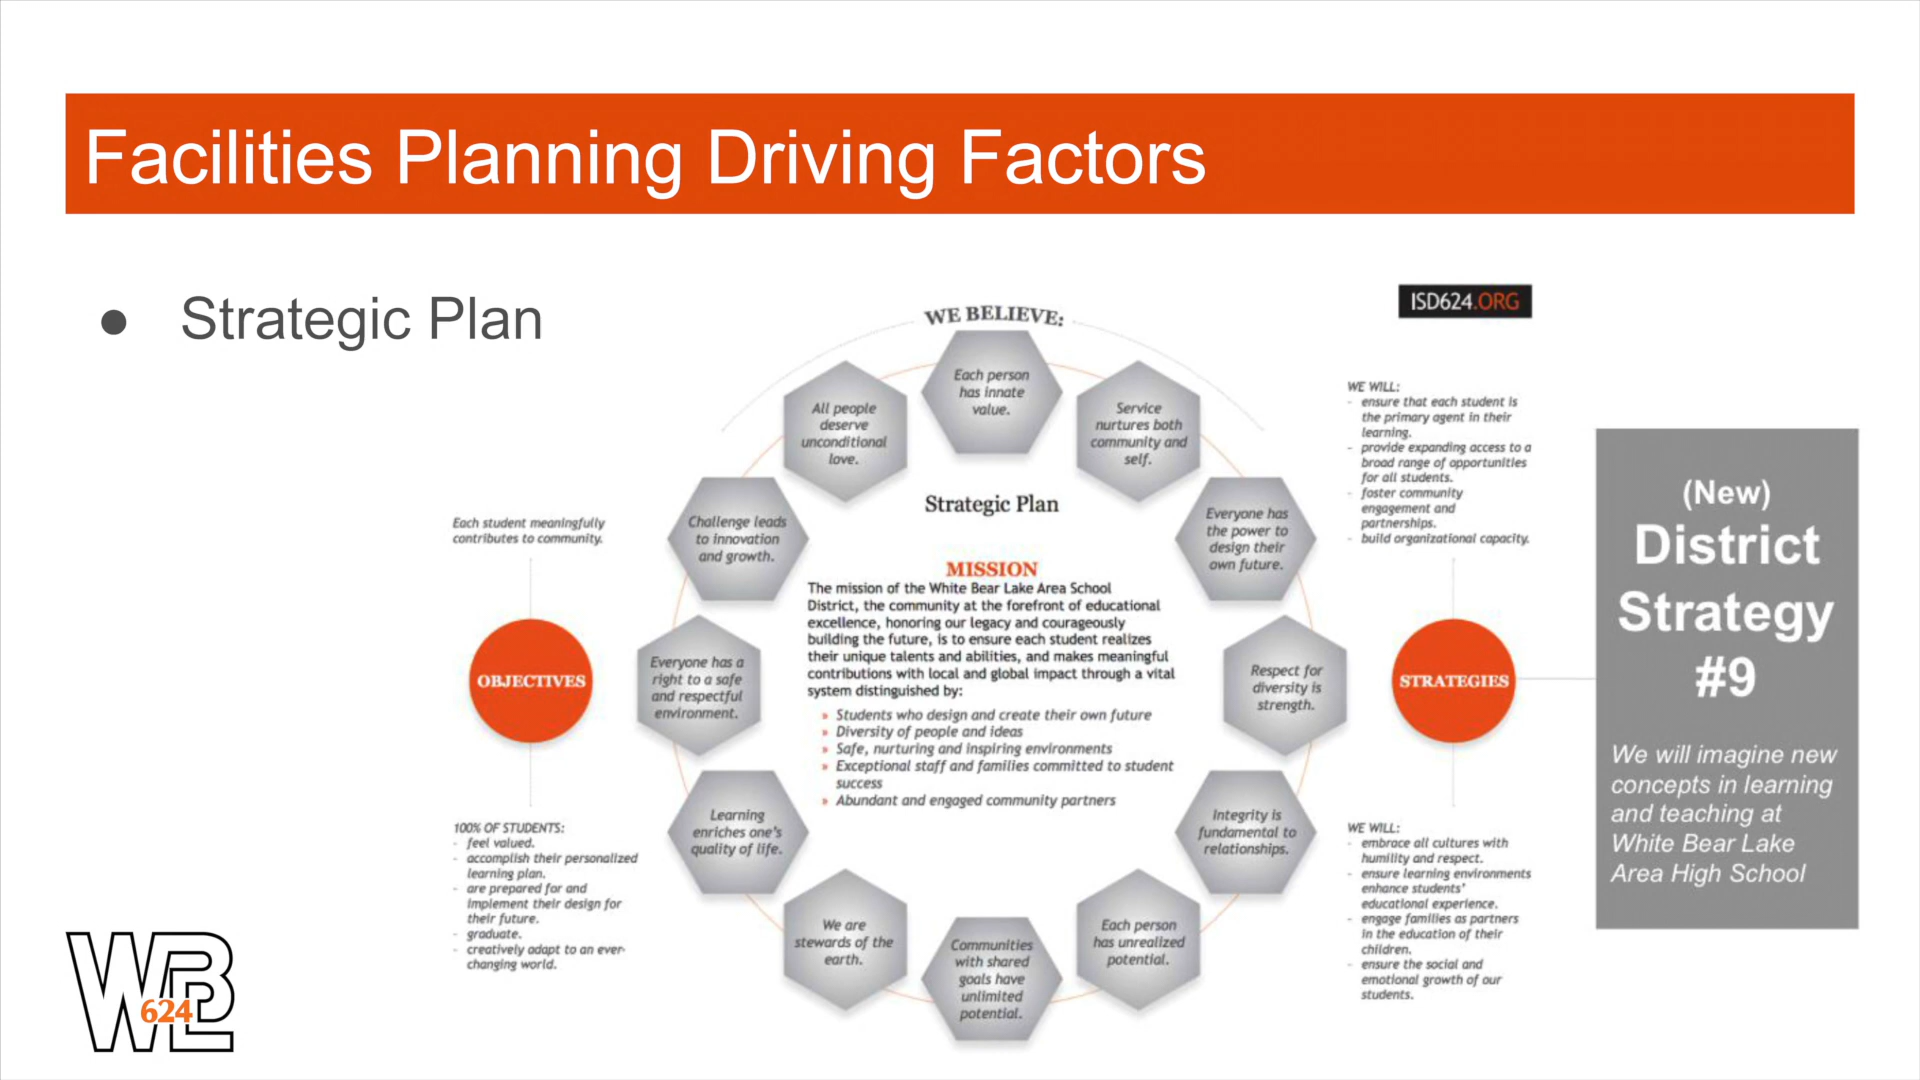 Facilities Planning Driving Factors
● Strategic Plan
ISD624.ORG
WE BELIEVE:
Each person
has innate
value.
Service
nurtures both
community and
self.
Everyone has
the power to
design their
own future.
Respect for
diversity is
strength.
Integrity is
fundamental to
relationships.
Each person
has unrealized
potential.
Communities
with shared
goals have
unlimited
potential.
We are
stewards of the
earth.
Learning
enriches one's
quality of life.
Everyone has a
right to a safe
and respectful
environment.
Challenge leads
to innovation
and growth.
All people
deserve
unconditional
love.
Strategic Plan
MISSION
The mission of the White Bear Lake Area School
District, the community at the forefront of educational
excellence, honoring our legacy and courageously
building the future, is to ensure each student realizes
their unique talents and abilities, and makes meaningful
contributions with local and global impact through a vital
system distinguished by:
» Students who design and create their own future
» Diversity of people and ideas
» Safe, nurturing and inspiring environments
» Exceptional staff and families committed to student
success
» Abundant and engaged community partners
Each student meaningfully
contributes to community.
OBJECTIVES
100% OF STUDENTS:
- feel valued.
- accomplish their personalized
learning plan.
- are prepared for and
implement their design for
their future.
- graduate.
- creatively adapt to an ever-
changing world.
WE WILL:
- ensure that each student is
the primary agent in their
learning.
- provide expanding access to a
broad range of opportunities
for all students.
- foster community
engagement and
partnerships.
- build organizational capacity.
STRATEGIES
WE WILL:
- embrace all cultures with
humility and respect.
- ensure learning environments
enhance students'
educational experience.
- engage families as partners
in the education of their
children.
- ensure the social and
emotional growth of our
students.
(New)
District
Strategy
#9
We will imagine new
concepts in learning
and teaching at
White Bear Lake
Area High School
WBL
624